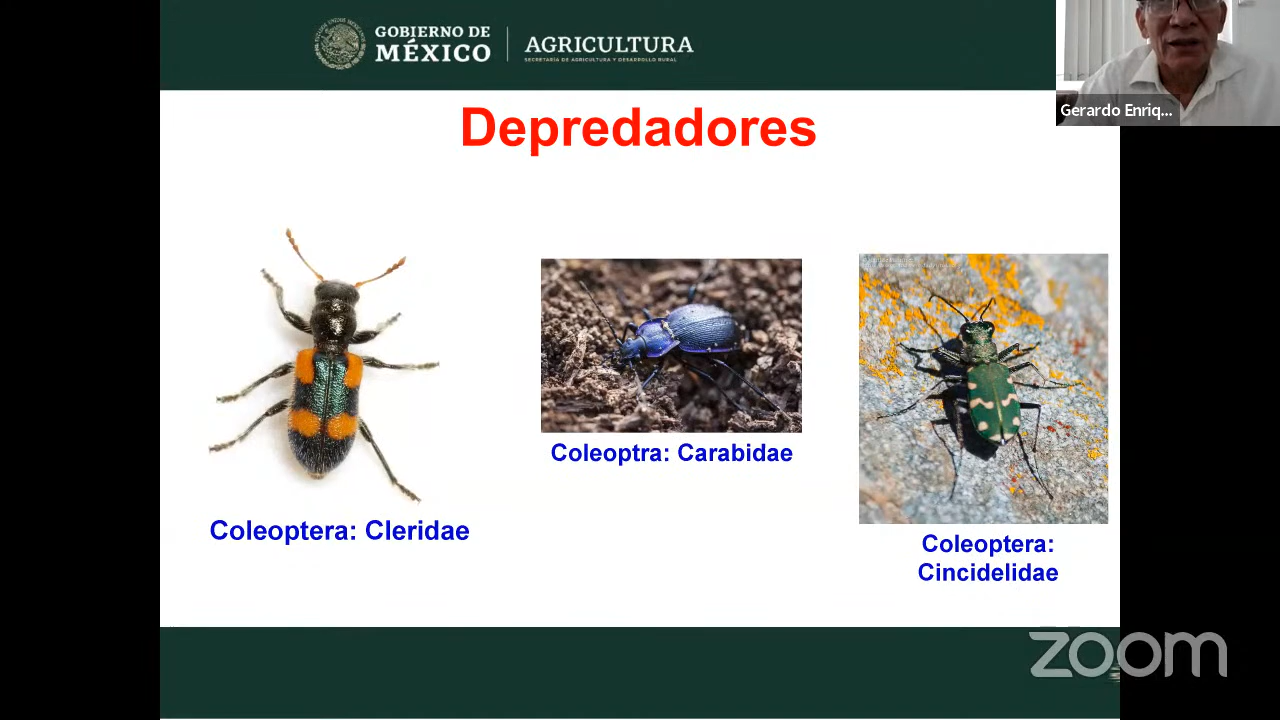 GOBIERNO DE
MÉXICO
AGRICULTURA
SECRETARÍA DE AGRICULTURA Y DESARROLLO RURAL
Gerardo Enriq...
Depredadores
Coleoptera: Cleridae
Coleoptra: Carabidae
Coleoptera:
Cincidelidae
zoom